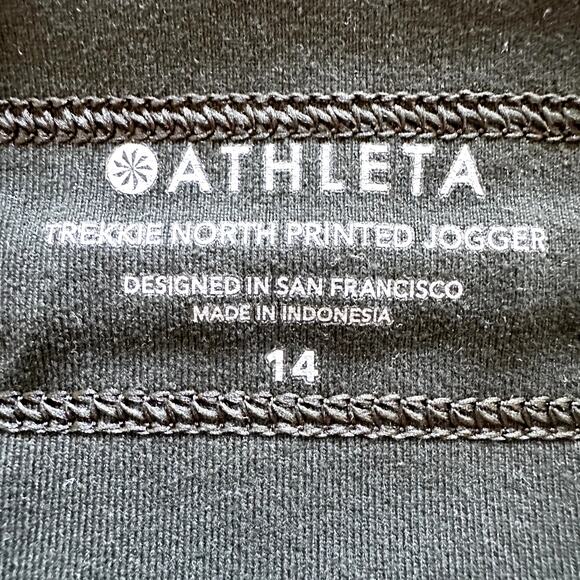 ATHLETA
TREKKIE NORTH PRINTED JOGGER
DESIGNED IN SAN FRANCISCO
MADE IN INDONESIA
14